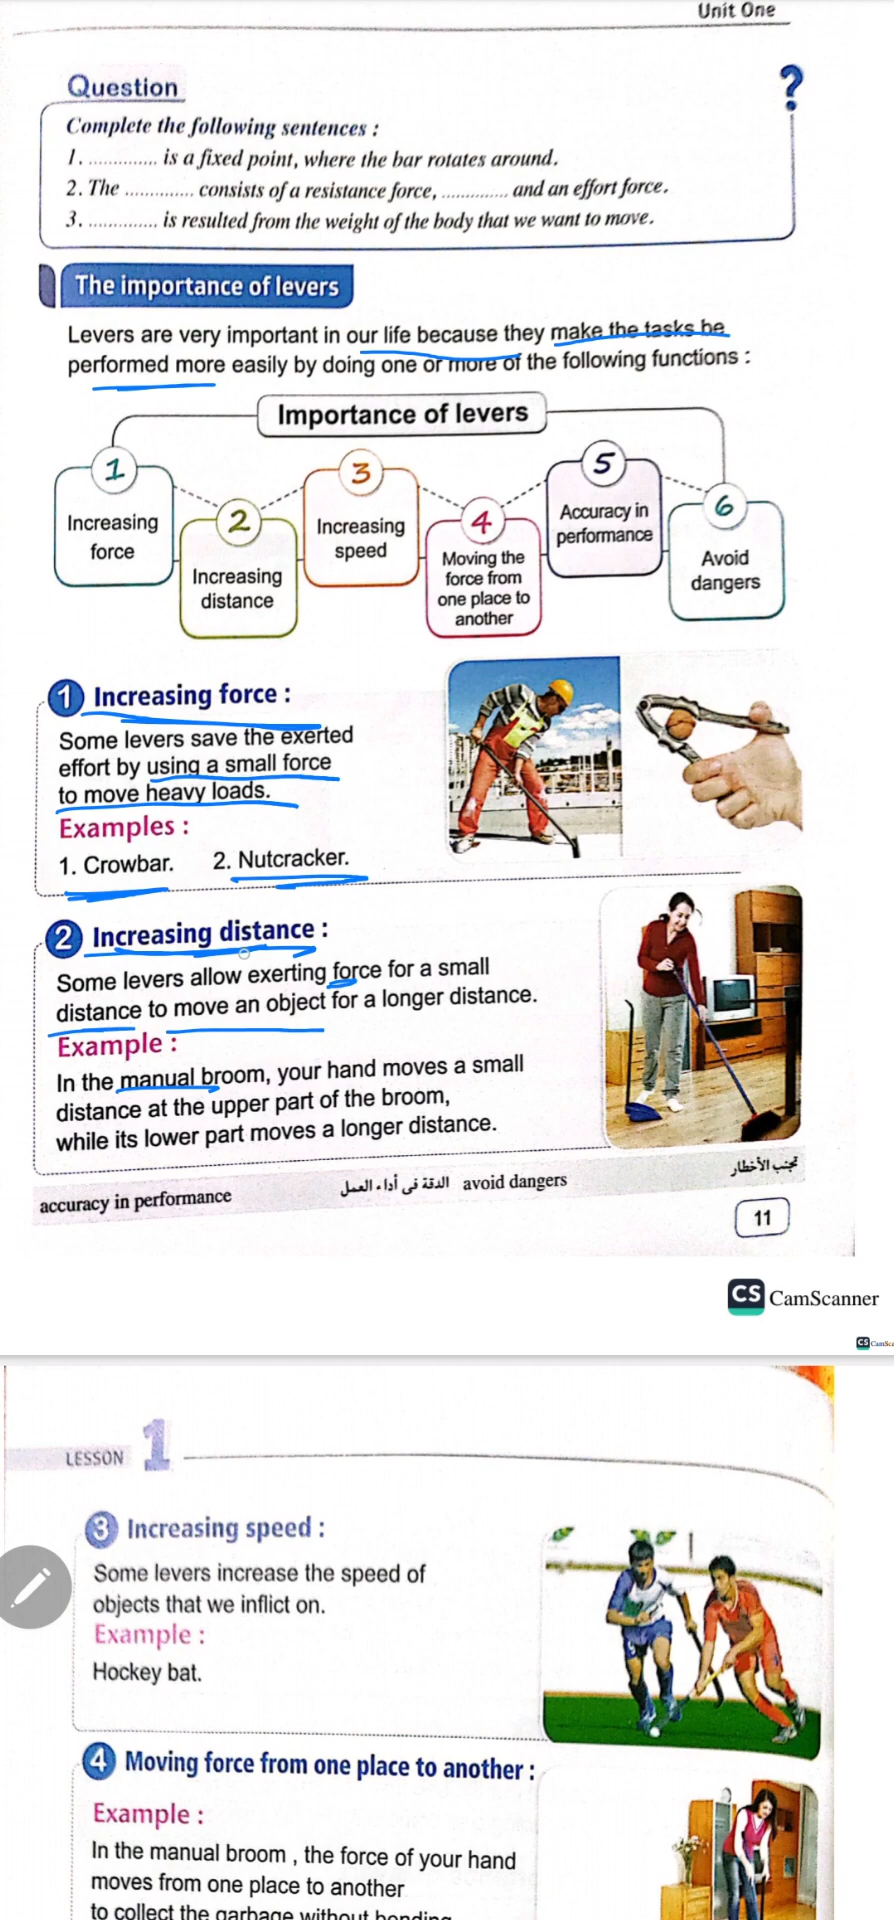 Unit One
Question
?
Complete the following sentences :
1. .............. is a fixed point, where the bar rotates around.
2. The .............. consists of a resistance force, .............. and an effort force.
3. .............. is resulted from the weight of the body that we want to move.
The importance of levers
Levers are very important in our life because they make the tasks be
performed more easily by doing one or more of the following functions :
Importance of levers
1
Increasing
force
2
Increasing
distance
3
Increasing
speed
4
Moving the
force from
one place to
another
5
Accuracy in
performance
6
Avoid
dangers
1 Increasing force :
Some levers save the exerted
effort by using a small force
to move heavy loads.
Examples :
1. Crowbar. 2. Nutcracker.
2 Increasing distance :
Some levers allow exerting force for a small
distance to move an object for a longer distance.
Example :
In the manual broom, your hand moves a small
distance at the upper part of the broom,
while its lower part moves a longer distance.
accuracy in performance الدقة فى أداء العمل avoid dangers تجنب الأخطار
11
CS CamScanner
LESSON 1
3 Increasing speed :
Some levers increase the speed of
objects that we inflict on.
Example :
Hockey bat.
4 Moving force from one place to another :
Example :
In the manual broom , the force of your hand
moves from one place to another
to collect the garbage without bending